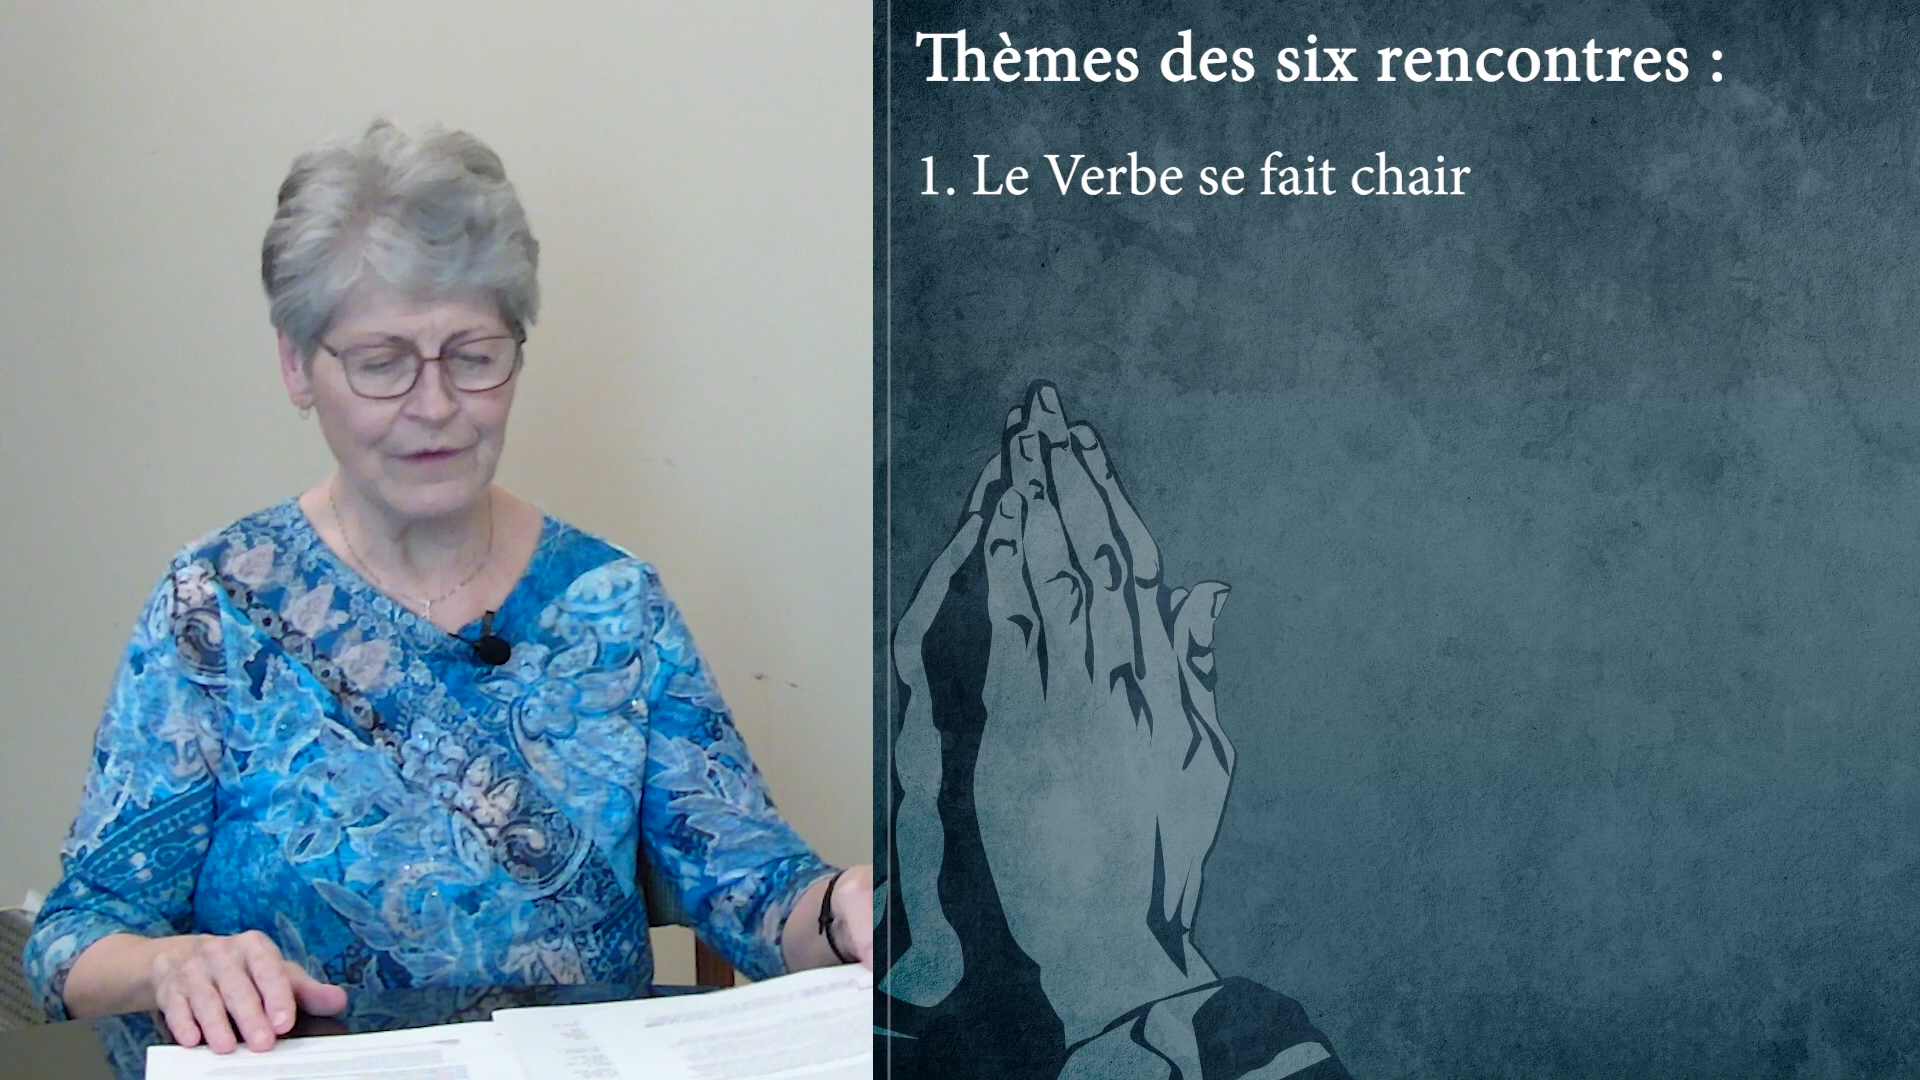 Thèmes des six rencontres :
1. Le Verbe se fait chair